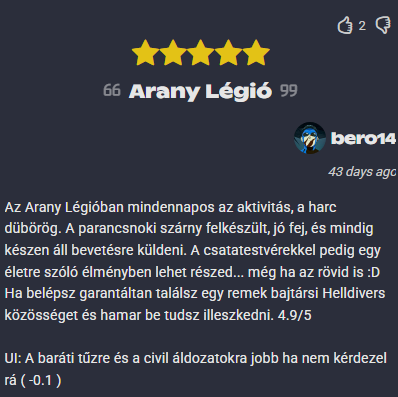 2
66 Arany Légió 99
bero14
43 days ago
Az Arany Légióban mindennapos az aktivitás, a harc
dübörög. A parancsnoki szárny felkészült, jó fej, és mindig
készen áll bevetésre küldeni. A csatatestvérekkel pedig egy
életre szóló élményben lehet részed... még ha az rövid is :D
Ha belépsz garantáltan találsz egy remek bajtársi Helldivers
közösséget és hamar be tudsz illeszkedni. 4.9/5
UI: A baráti tűzre és a civil áldozatokra jobb ha nem kérdezel
rá ( -0.1 )